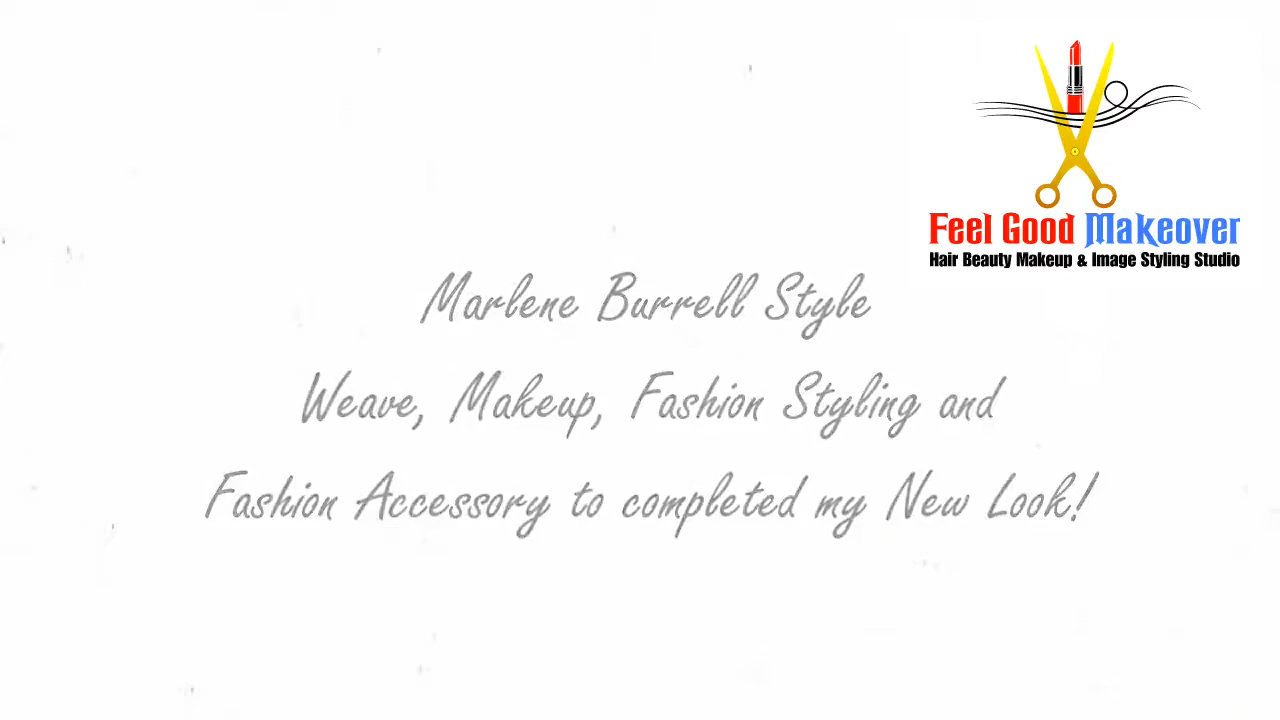 Feel Good Makeover
Hair Beauty Makeup & Image Styling Studio
Marlene Burrell Style
Weave, Makeup, Fashion Styling and
Fashion Accessory to completed my New Look!